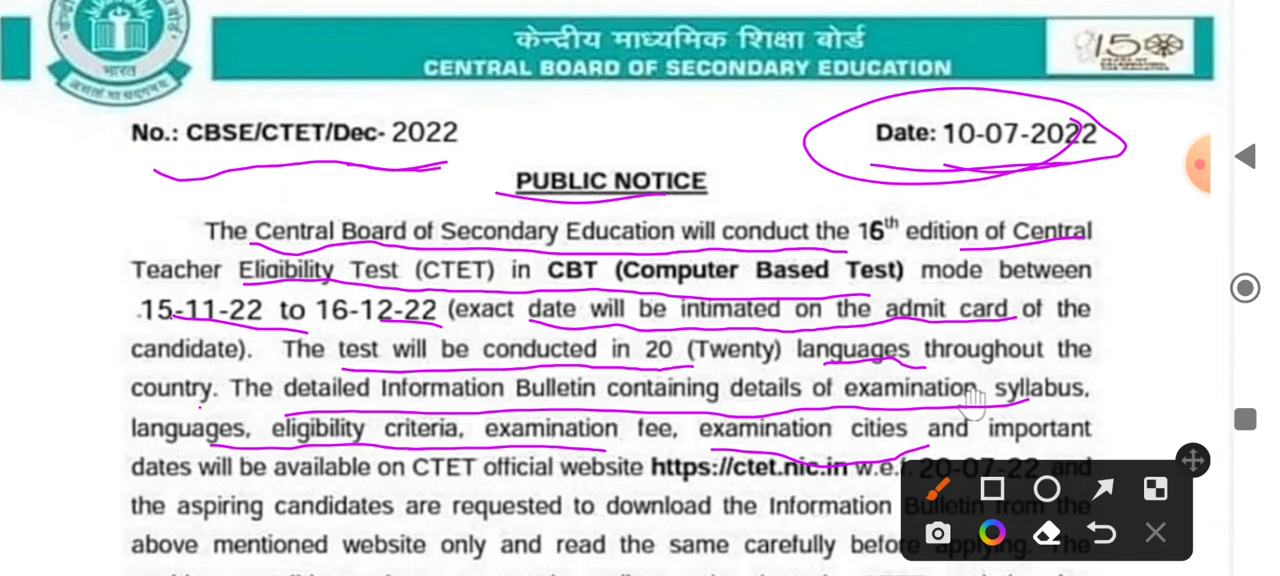 केन्द्रीय माध्यमिक शिक्षा बोर्ड
CENTRAL BOARD OF SECONDARY EDUCATION
भारत
No.: CBSE/CTET/Dec- 2022
Date: 10-07-2022
PUBLIC NOTICE
The Central Board of Secondary Education will conduct the 16th edition of Central
Teacher Eligibility Test (CTET) in CBT (Computer Based Test) mode between
15-11-22 to 16-12-22 (exact date will be intimated on the admit card of the
candidate). The test will be conducted in 20 (Twenty) languages throughout the
country. The detailed Information Bulletin containing details of examination, syllabus,
languages, eligibility criteria, examination fee, examination cities and important
dates will be available on CTET official website https://ctet.nic.in w.e.f. 20-07-22 and
the aspiring candidates are requested to download the Information Bulletin from the
above mentioned website only and read the same carefully before applying. The